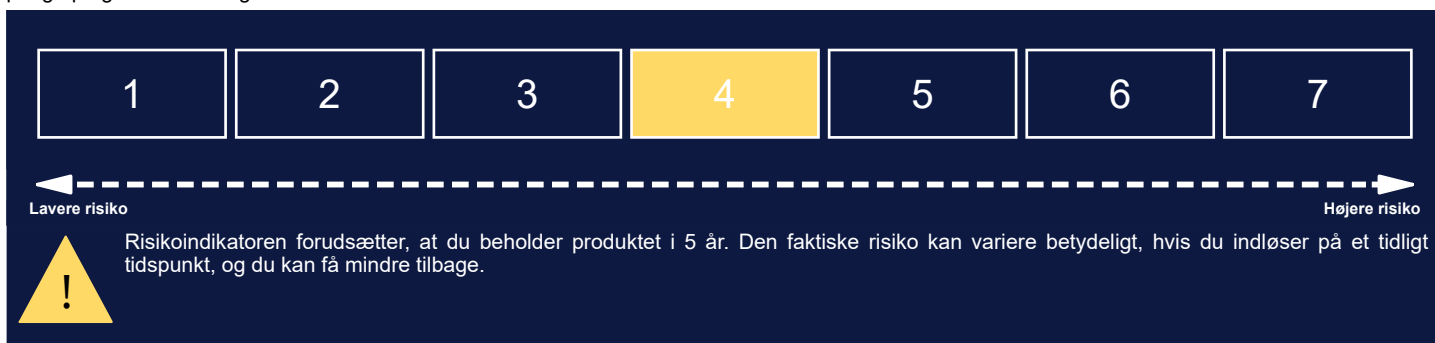 1 2 3 4 5 6 7
Lavere risiko Højere risiko
Risikoindikatoren forudsætter, at du beholder produktet i 5 år. Den faktiske risiko kan variere betydeligt, hvis du indløser på et tidligt
tidspunkt, og du kan få mindre tilbage.
!